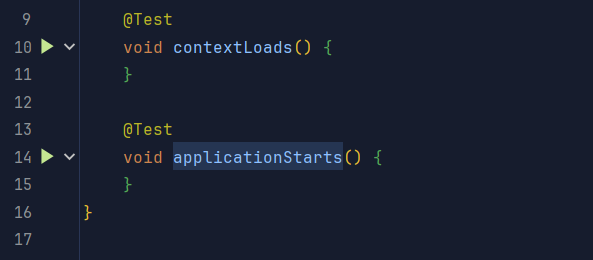 9 @Test
10 void contextLoads() {
11 }
12
13 @Test
14 void applicationStarts() {
15 }
16 }
17